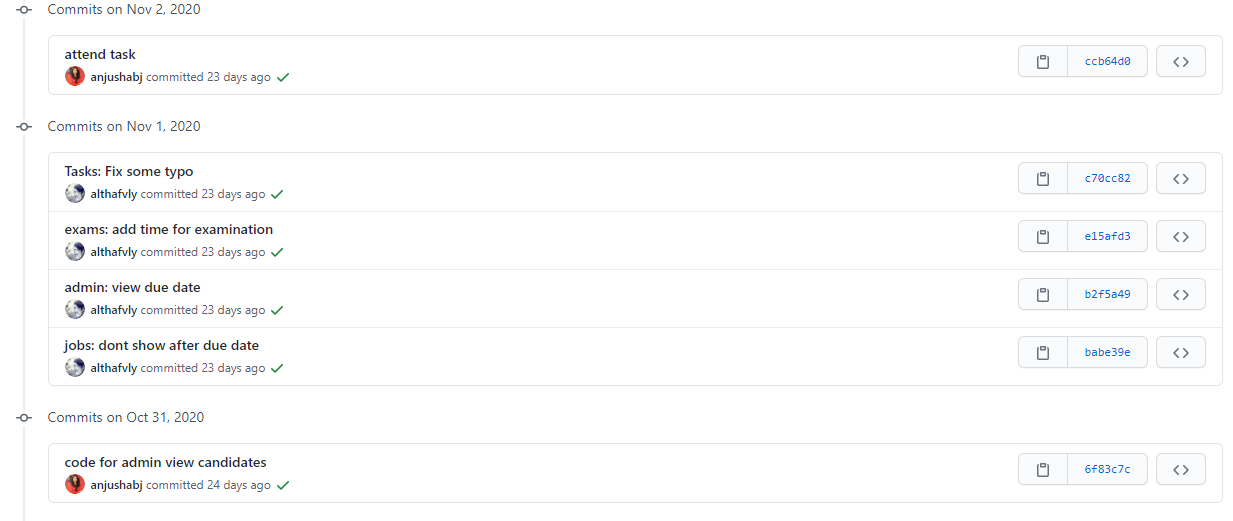 Commits on Nov 2, 2020
attend task
anjushabj committed 23 days ago
ccb64d0
Commits on Nov 1, 2020
Tasks: Fix some typo
althafvly committed 23 days ago
c70cc82
exams: add time for examination
althafvly committed 23 days ago
e15afd3
admin: view due date
althafvly committed 23 days ago
b2f5a49
jobs: dont show after due date
althafvly committed 23 days ago
babe39e
Commits on Oct 31, 2020
code for admin view candidates
anjushabj committed 24 days ago
6f83c7c